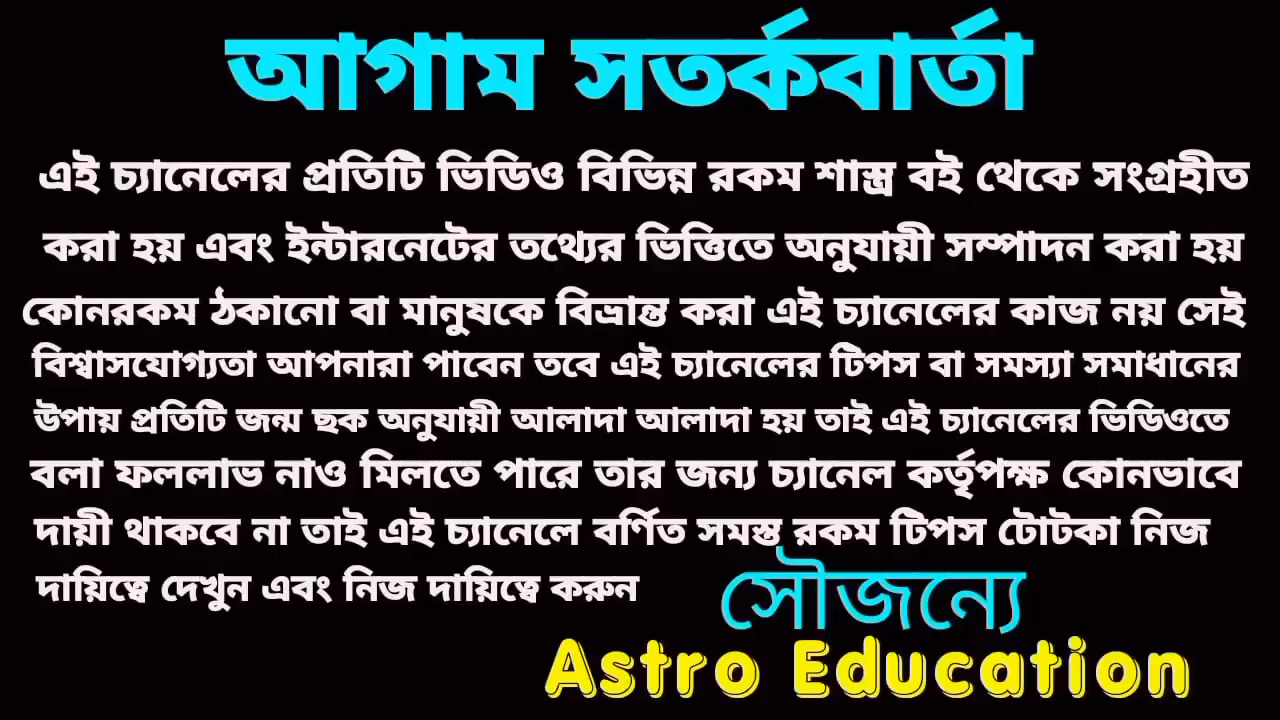 আগাম সতর্কবার্তা
এই চ্যানেলের প্রতিটি ভিডিও বিভিন্ন রকম শাস্ত্র বই থেকে সংগ্রহীত
করা হয় এবং ইন্টারনেটের তথ্যের ভিত্তিতে অনুযায়ী সম্পাদন করা হয়
কোনরকম ঠকানো বা মানুষকে বিভ্রান্ত করা এই চ্যানেলের কাজ নয় সেই
বিশ্বাসযোগ্যতা আপনারা পাবেন তবে এই চ্যানেলের টিপস বা সমস্যা সমাধানের
উপায় প্রতিটি জন্ম ছক অনুযায়ী আলাদা আলাদা হয় তাই এই চ্যানেলের ভিডিওতে
বলা ফললাভ নাও মিলতে পারে তার জন্য চ্যানেল কর্তৃপক্ষ কোনভাবে
দায়ী থাকবে না তাই এই চ্যানেলে বর্ণিত সমস্ত রকম টিপস টোটকা নিজ
দায়িত্বে দেখুন এবং নিজ দায়িত্বে করুন
সৌজন্যে
Astro Education